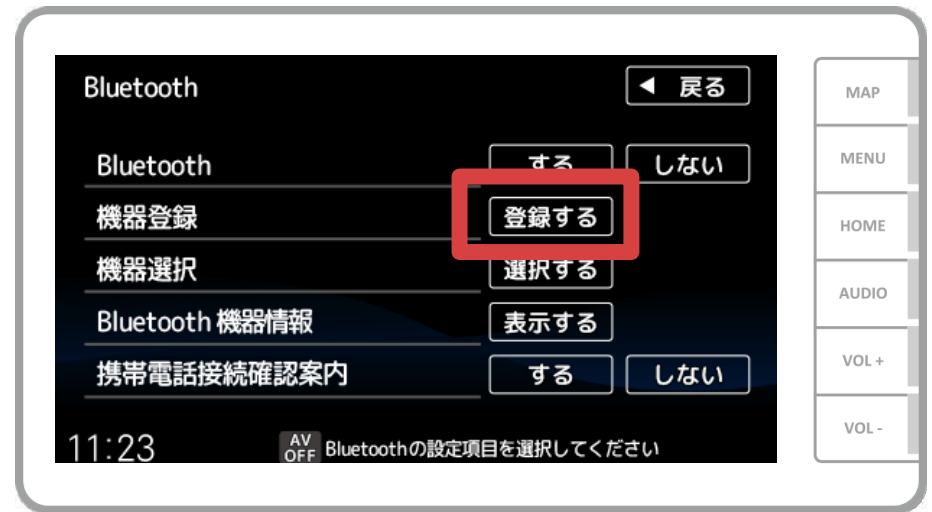 Bluetooth
◀ 戻る
Bluetooth する しない
機器登録 登録する
機器選択 選択する
Bluetooth 機器情報 表示する
携帯電話接続確認案内 する しない
11:23 AV OFF Bluetoothの設定項目を選択してください
MAP
MENU
HOME
AUDIO
VOL +
VOL -